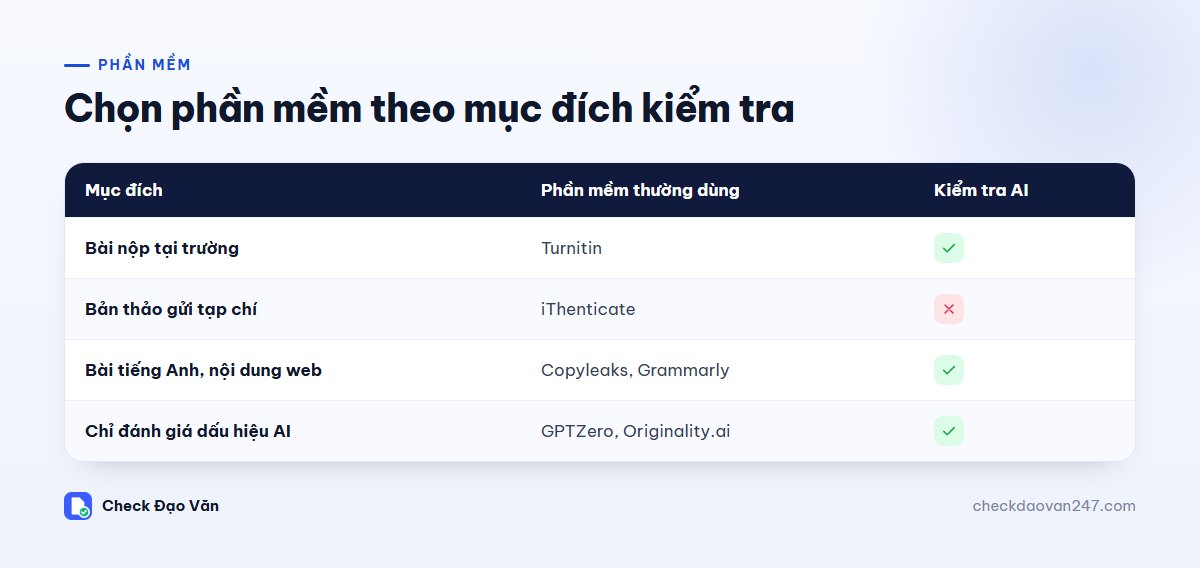 PHẦN MỀM
Chọn phần mềm theo mục đích kiểm tra
Mục đích Phần mềm thường dùng Kiểm tra AI
Bài nộp tại trường Turnitin
Bản thảo gửi tạp chí iThenticate
Bài tiếng Anh, nội dung web Copyleaks, Grammarly
Chỉ đánh giá dấu hiệu AI GPTZero, Originality.ai
Check Đạo Văn checkdaovan247.com